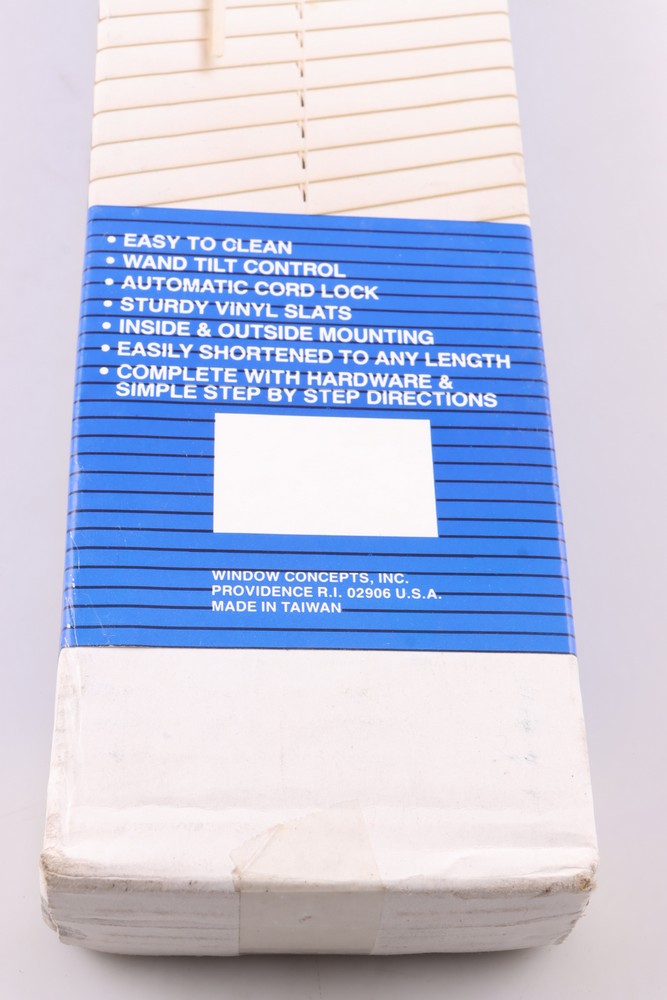 • EASY TO CLEAN
• WAND TILT CONTROL
• AUTOMATIC CORD LOCK
• STURDY VINYL SLATS
• INSIDE & OUTSIDE MOUNTING
• EASILY SHORTENED TO ANY LENGTH
• COMPLETE WITH HARDWARE &
SIMPLE STEP BY STEP DIRECTIONS
WINDOW CONCEPTS, INC.
PROVIDENCE R.I. 02906 U.S.A.
MADE IN TAIWAN